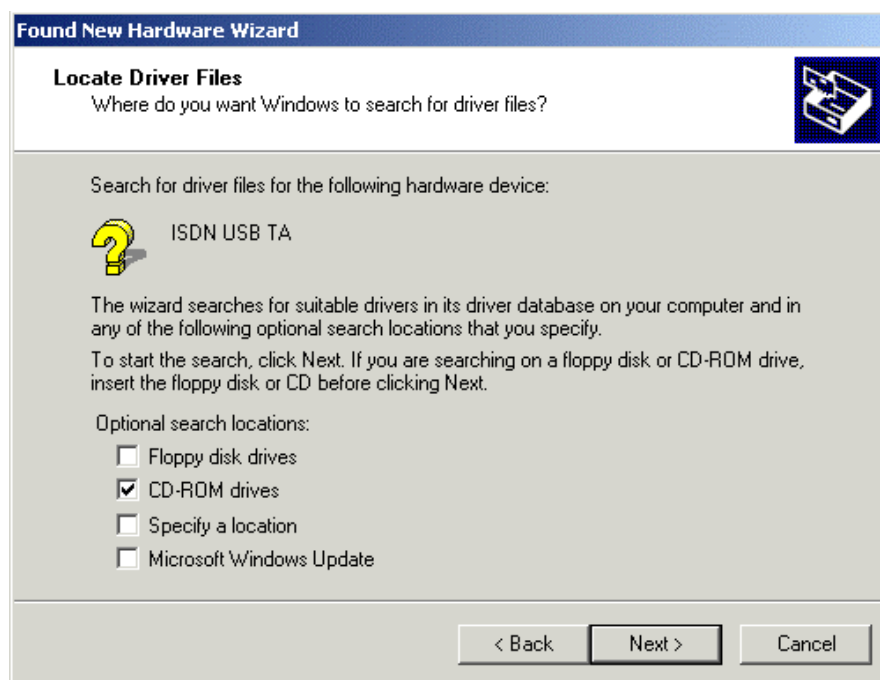 Found New Hardware Wizard
Locate Driver Files
Where do you want Windows to search for driver files?
Search for driver files for the following hardware device:
ISDN USB TA
The wizard searches for suitable drivers in its driver database on your computer and in
any of the following optional search locations that you specify.
To start the search, click Next. If you are searching on a floppy disk or CD-ROM drive,
insert the floppy disk or CD before clicking Next.
Optional search locations:
Floppy disk drives
CD-ROM drives
Specify a location
Microsoft Windows Update
< Back Next > Cancel